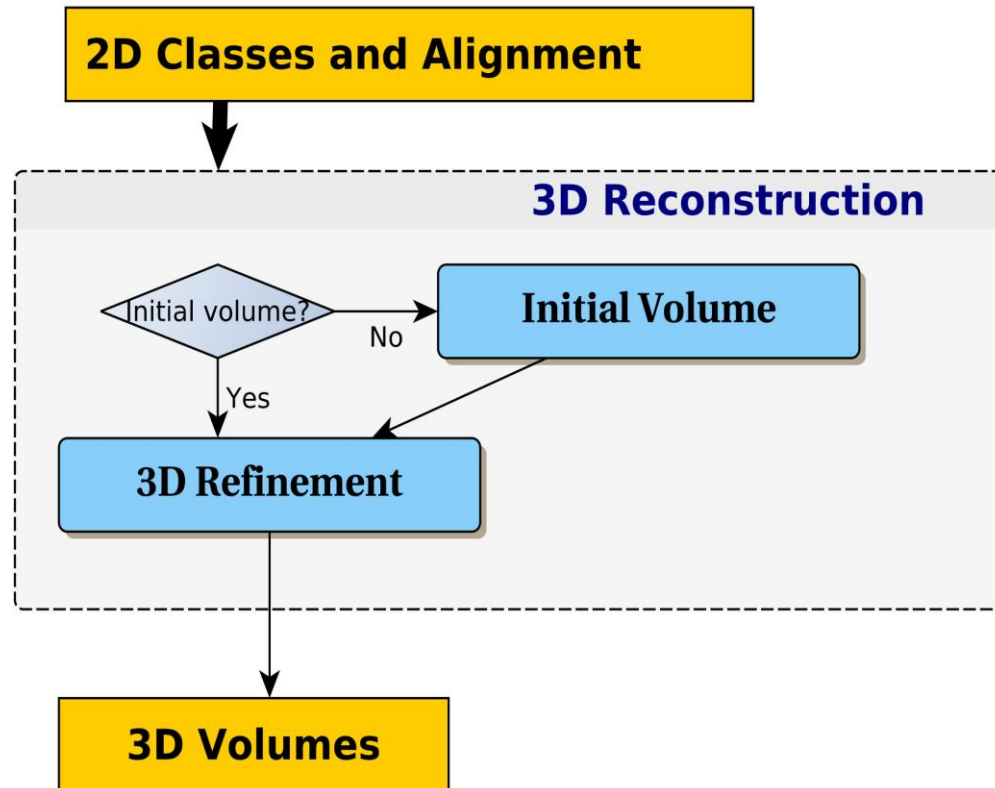 2D Classes and Alignment
3D Reconstruction
Initial volume?
No
Initial Volume
Yes
3D Refinement
3D Volumes